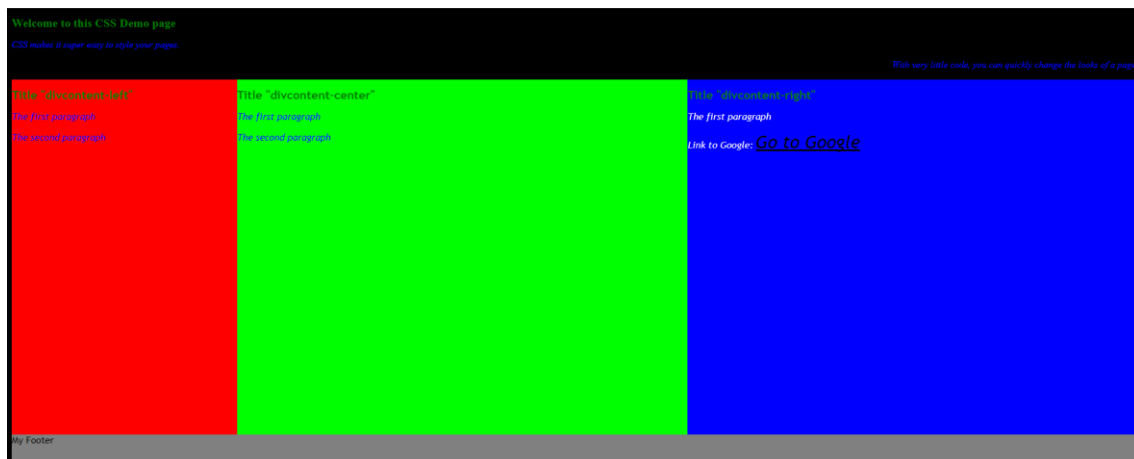 Welcome to this CSS Demo page
CSS makes it super easy to style your pages.
With very little code, you can quickly change the looks of a page
Title "divcontent-left"
The first paragraph
The second paragraph
Title "divcontent-center"
The first paragraph
The second paragraph
Title "divcontent-right"
The first paragraph
Link to Google: Go to Google
My Footer